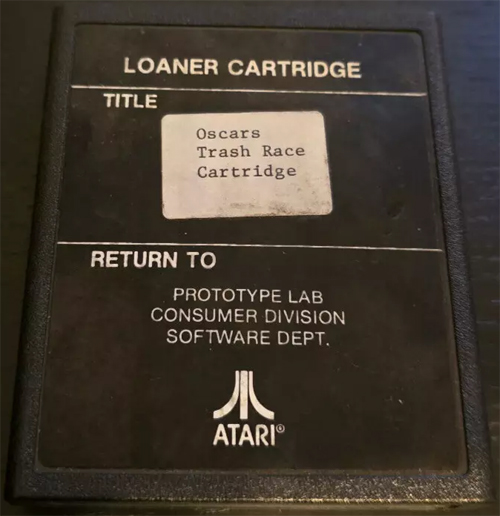 LOANER CARTRIDGE
TITLE
Oscars
Trash Race
Cartridge
RETURN TO
PROTOTYPE LAB
CONSUMER DIVISION
SOFTWARE DEPT.
ATARI®